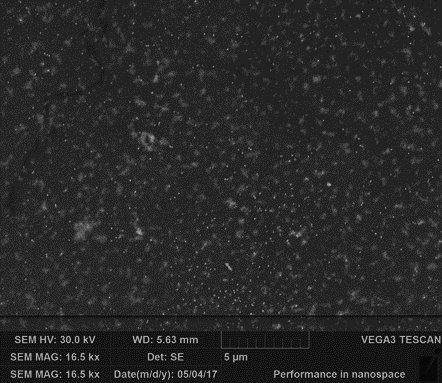 SEM HV: 30.0 kV WD: 5.63 mm VEGA3 TESCAN
SEM MAG: 16.5 kx Det: SE 5 µm
SEM MAG: 16.5 kx Date(m/d/y): 05/04/17 Performance in nanospace